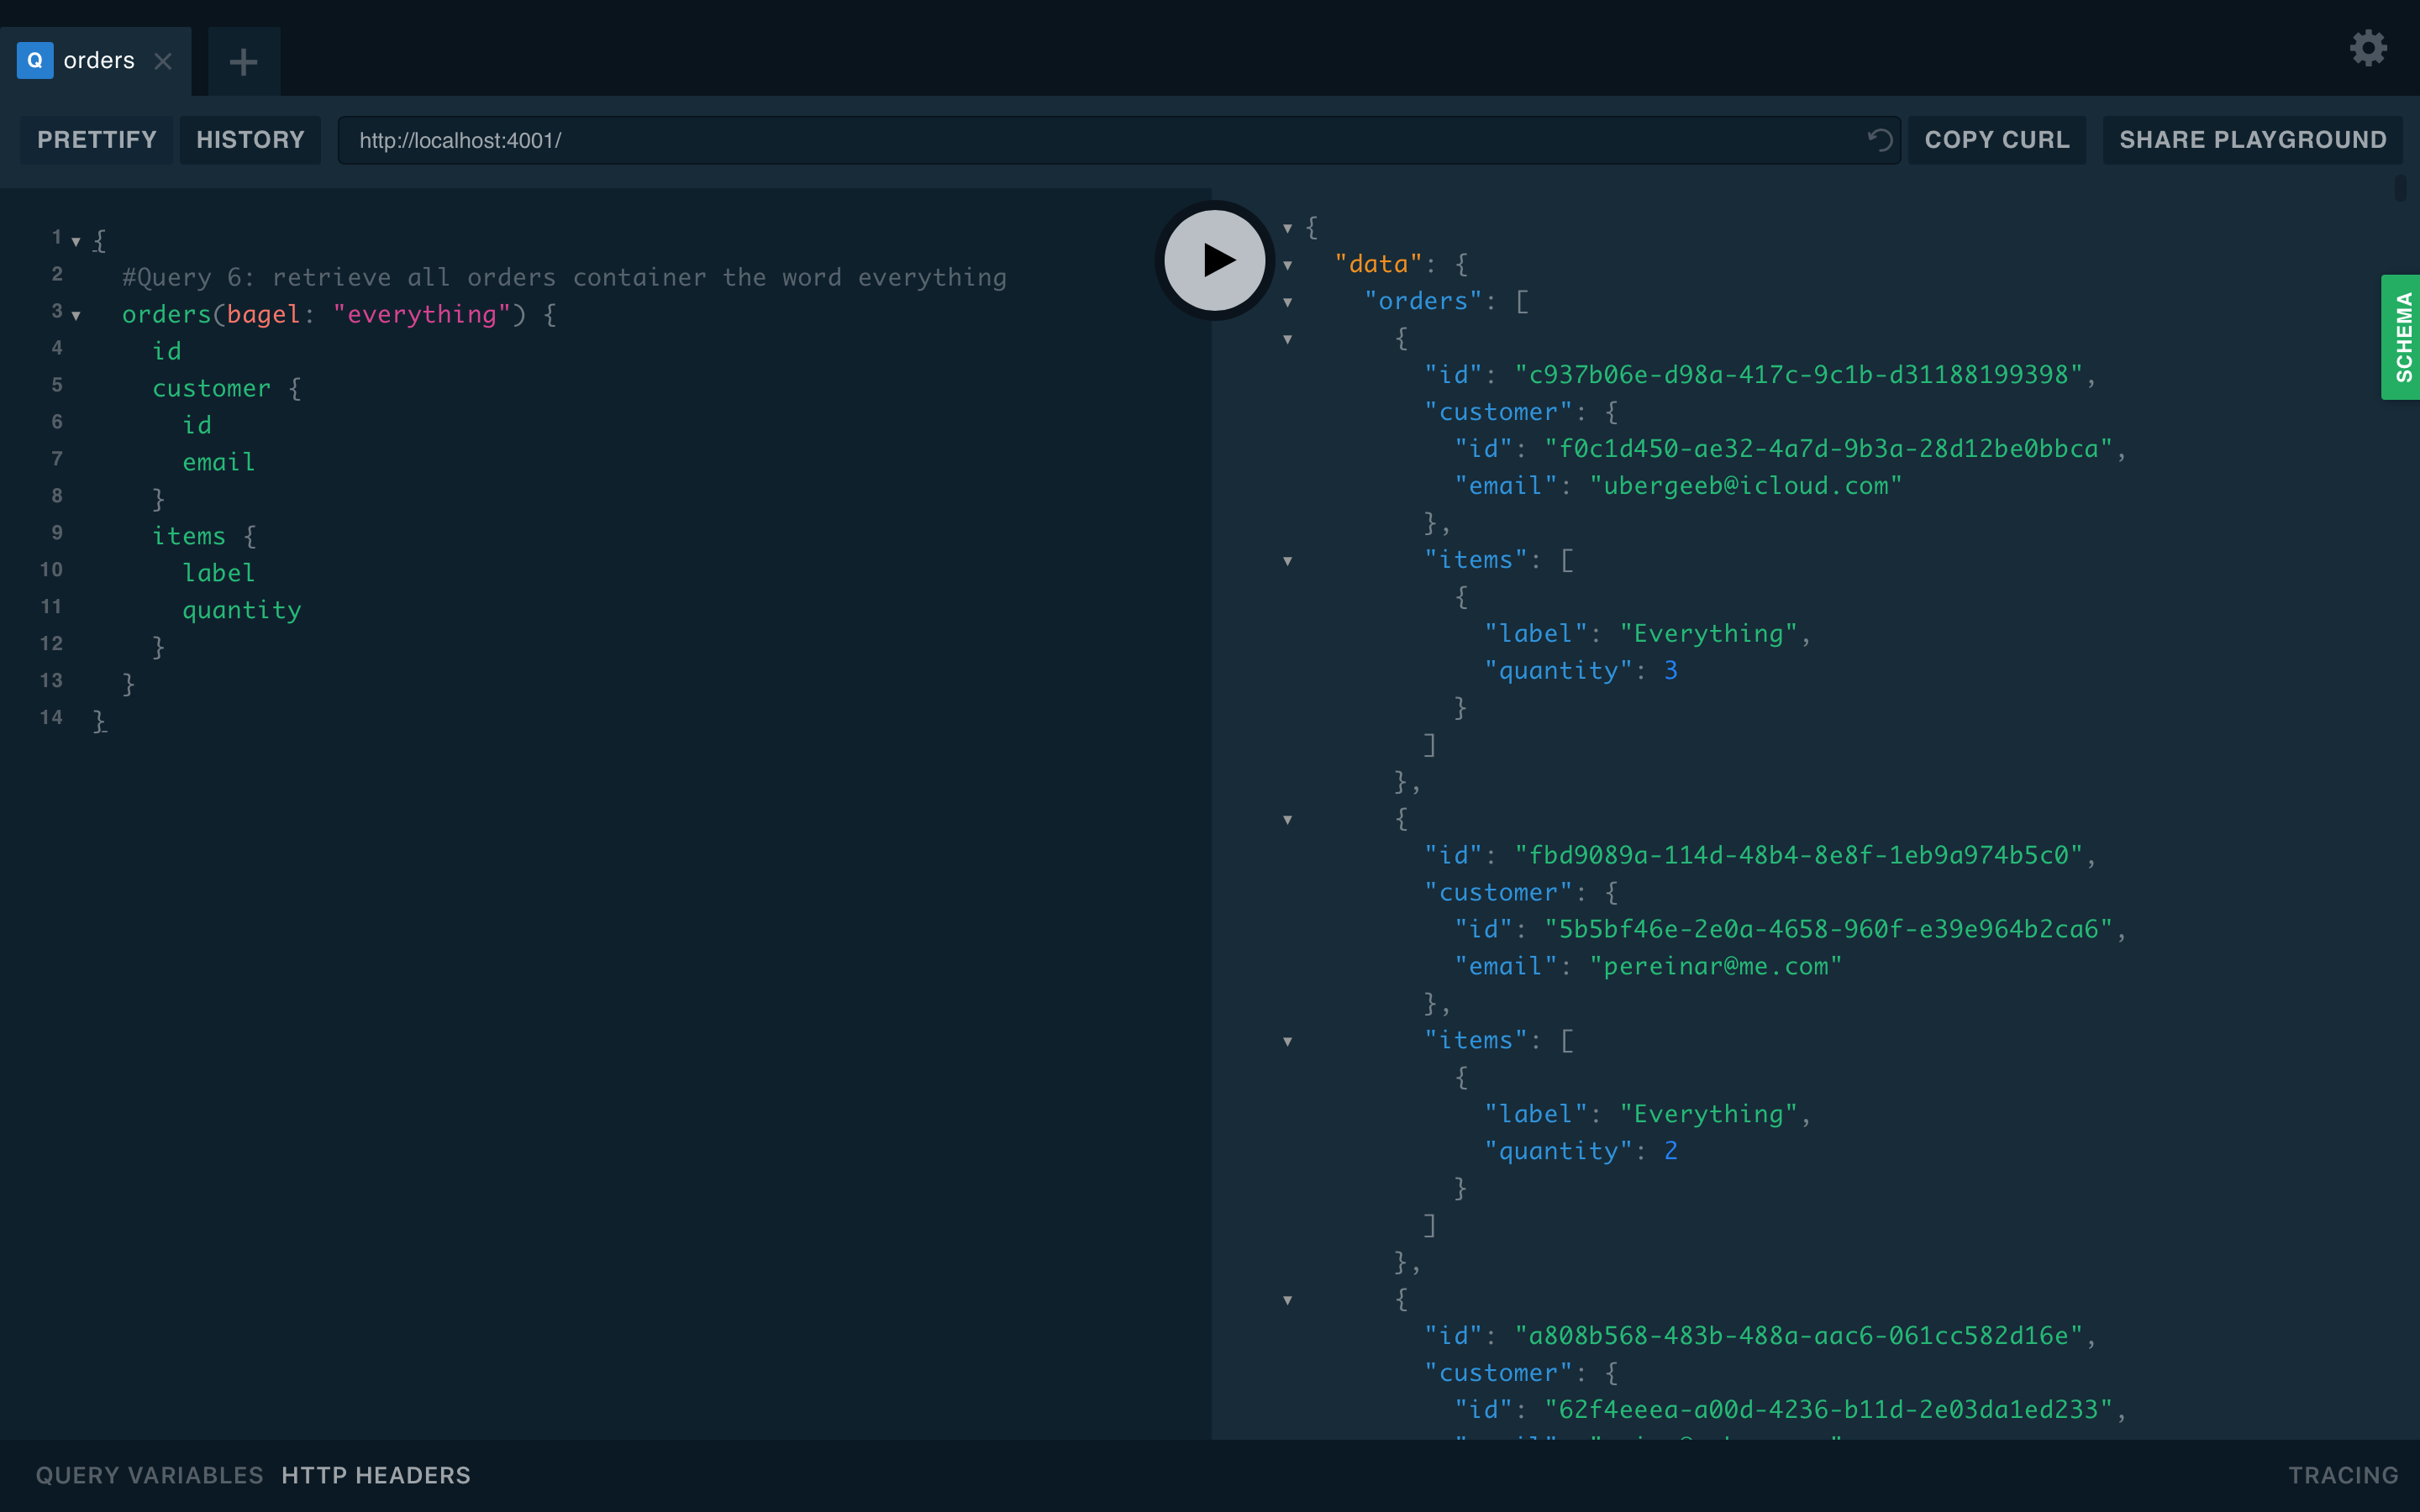 Q orders
PRETTIFY HISTORY http://localhost:4001/ COPY CURL SHARE PLAYGROUND
1 {
2 #Query 6: retrieve all orders container the word everything
3 orders(bagel: "everything") {
4 id
5 customer {
6 id
7 email
8 }
9 items {
10 label
11 quantity
12 }
13 }
14 }
{
"data": {
"orders": [
{
"id": "c937b06e-d98a-417c-9c1b-d31188199398",
"customer": {
"id": "f0c1d450-ae32-4a7d-9b3a-28d12be0bbca",
"email": "ubergeeb@icloud.com"
},
"items": [
{
"label": "Everything",
"quantity": 3
}
]
},
{
"id": "fbd9089a-114d-48b4-8e8f-1eb9a974b5c0",
"customer": {
"id": "5b5bf46e-2e0a-4658-960f-e39e964b2ca6",
"email": "pereinar@me.com"
},
"items": [
{
"label": "Everything",
"quantity": 2
}
]
},
{
"id": "a808b568-483b-488a-aac6-061cc582d16e",
"customer": {
"id": "62f4eeea-a00d-4236-b11d-2e03da1ed233",
SCHEMA
QUERY VARIABLES HTTP HEADERS
TRACING